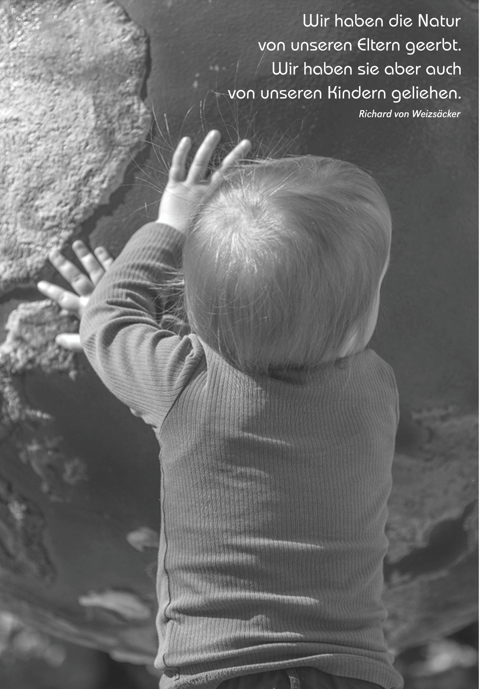 Wir haben die Natur
von unseren Eltern geerbt.
Wir haben sie aber auch
von unseren Kindern geliehen.
Richard von Weizsäcker